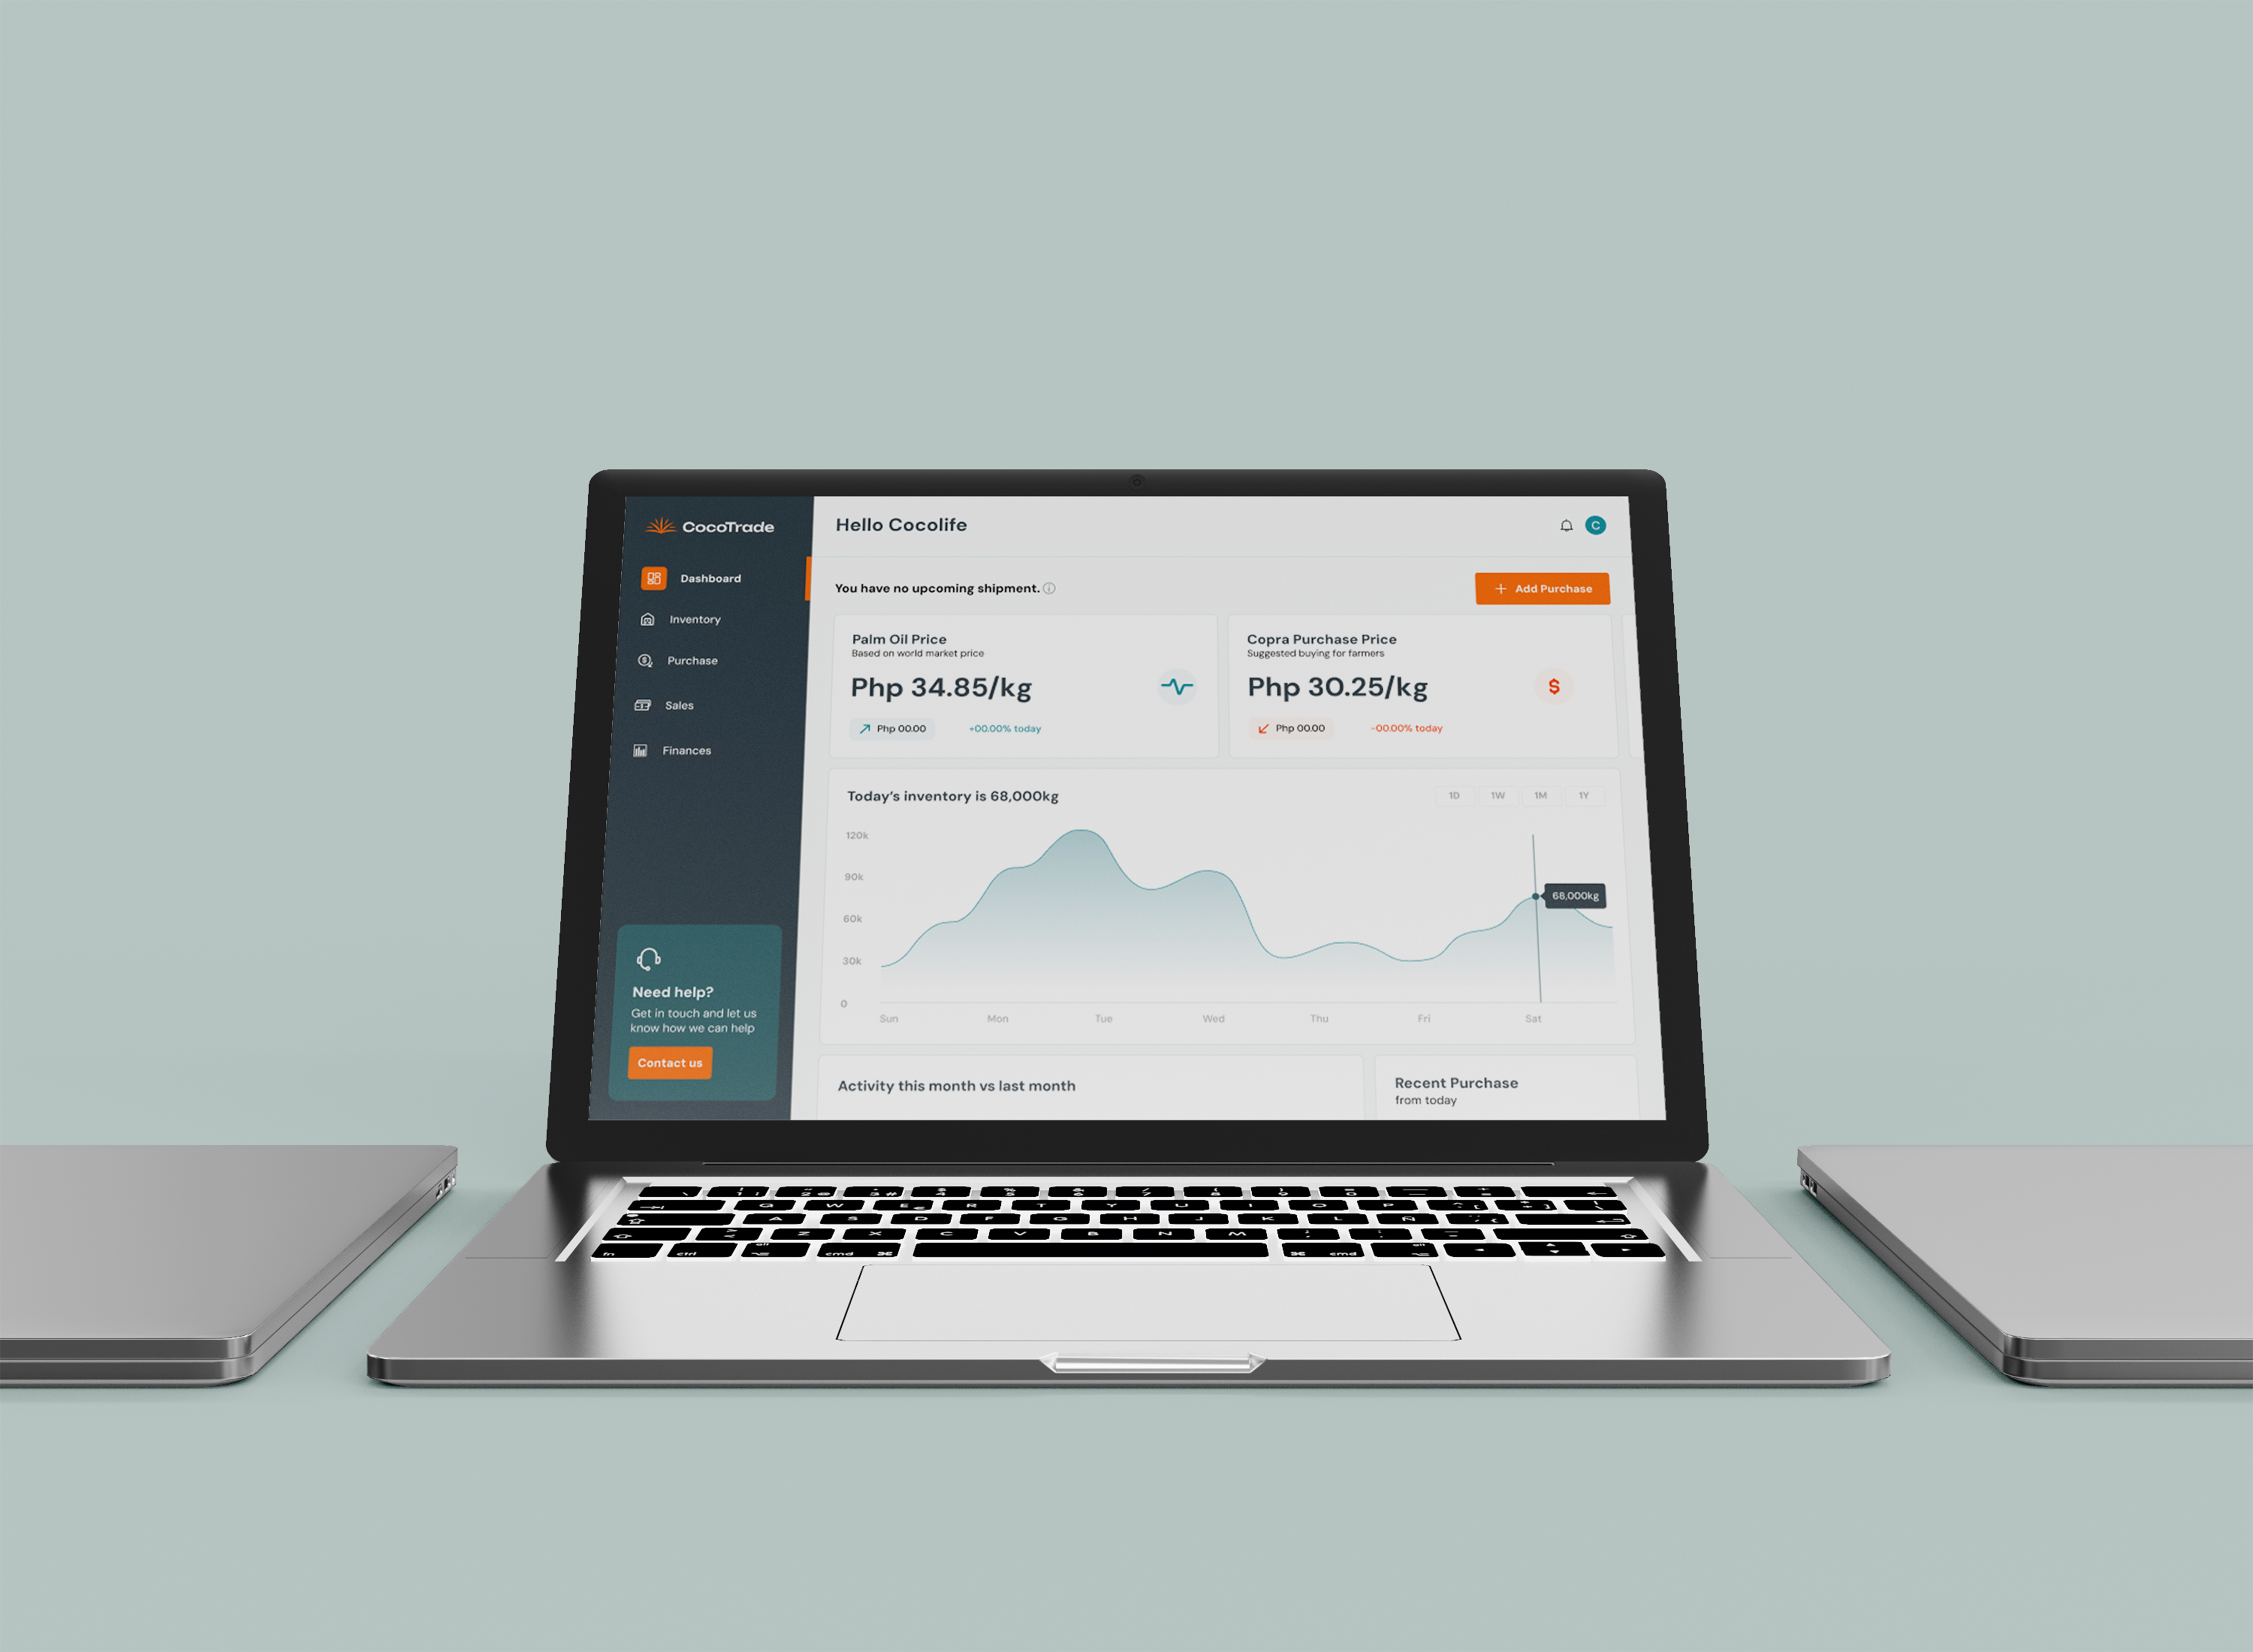 CocoTrade
Dashboard
Inventory
Purchase
Sales
Finances
Need help?
Get in touch and let us
know how we can help
Contact us
Hello Cocolife
C
You have no upcoming shipment.
+ Add Purchase
Palm Oil Price
Based on world market price
Php 34.85/kg
Php 00.00
+00.00% today
Copra Purchase Price
Suggested buying for farmers
Php 30.25/kg
$
Php 00.00
-00.00% today
Today's inventory is 68,000kg
1D 1W 1M 1Y
120k
90k
60k
30k
0
68,000kg
Sun Mon Tue Wed Thu Fri Sat
Activity this month vs last month
Recent Purchase
from today
Q W E R T Y U I O P
A S D F G H J K L Ñ
Z X C V B N M
fn ctrl cmd cmd